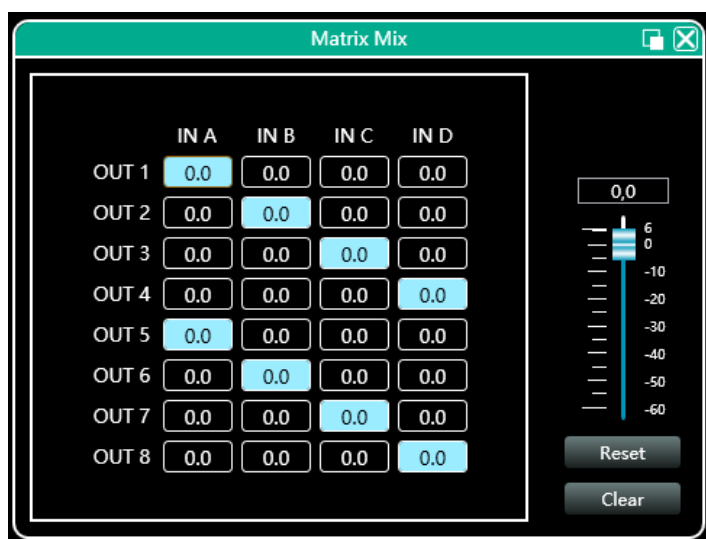 Matrix Mix
IN A IN B IN C IN D
OUT 1 0.0 0.0 0.0 0.0
OUT 2 0.0 0.0 0.0 0.0
OUT 3 0.0 0.0 0.0 0.0
OUT 4 0.0 0.0 0.0 0.0
OUT 5 0.0 0.0 0.0 0.0
OUT 6 0.0 0.0 0.0 0.0
OUT 7 0.0 0.0 0.0 0.0
OUT 8 0.0 0.0 0.0 0.0
0,0
6
0
-10
-20
-30
-40
-50
-60
Reset
Clear